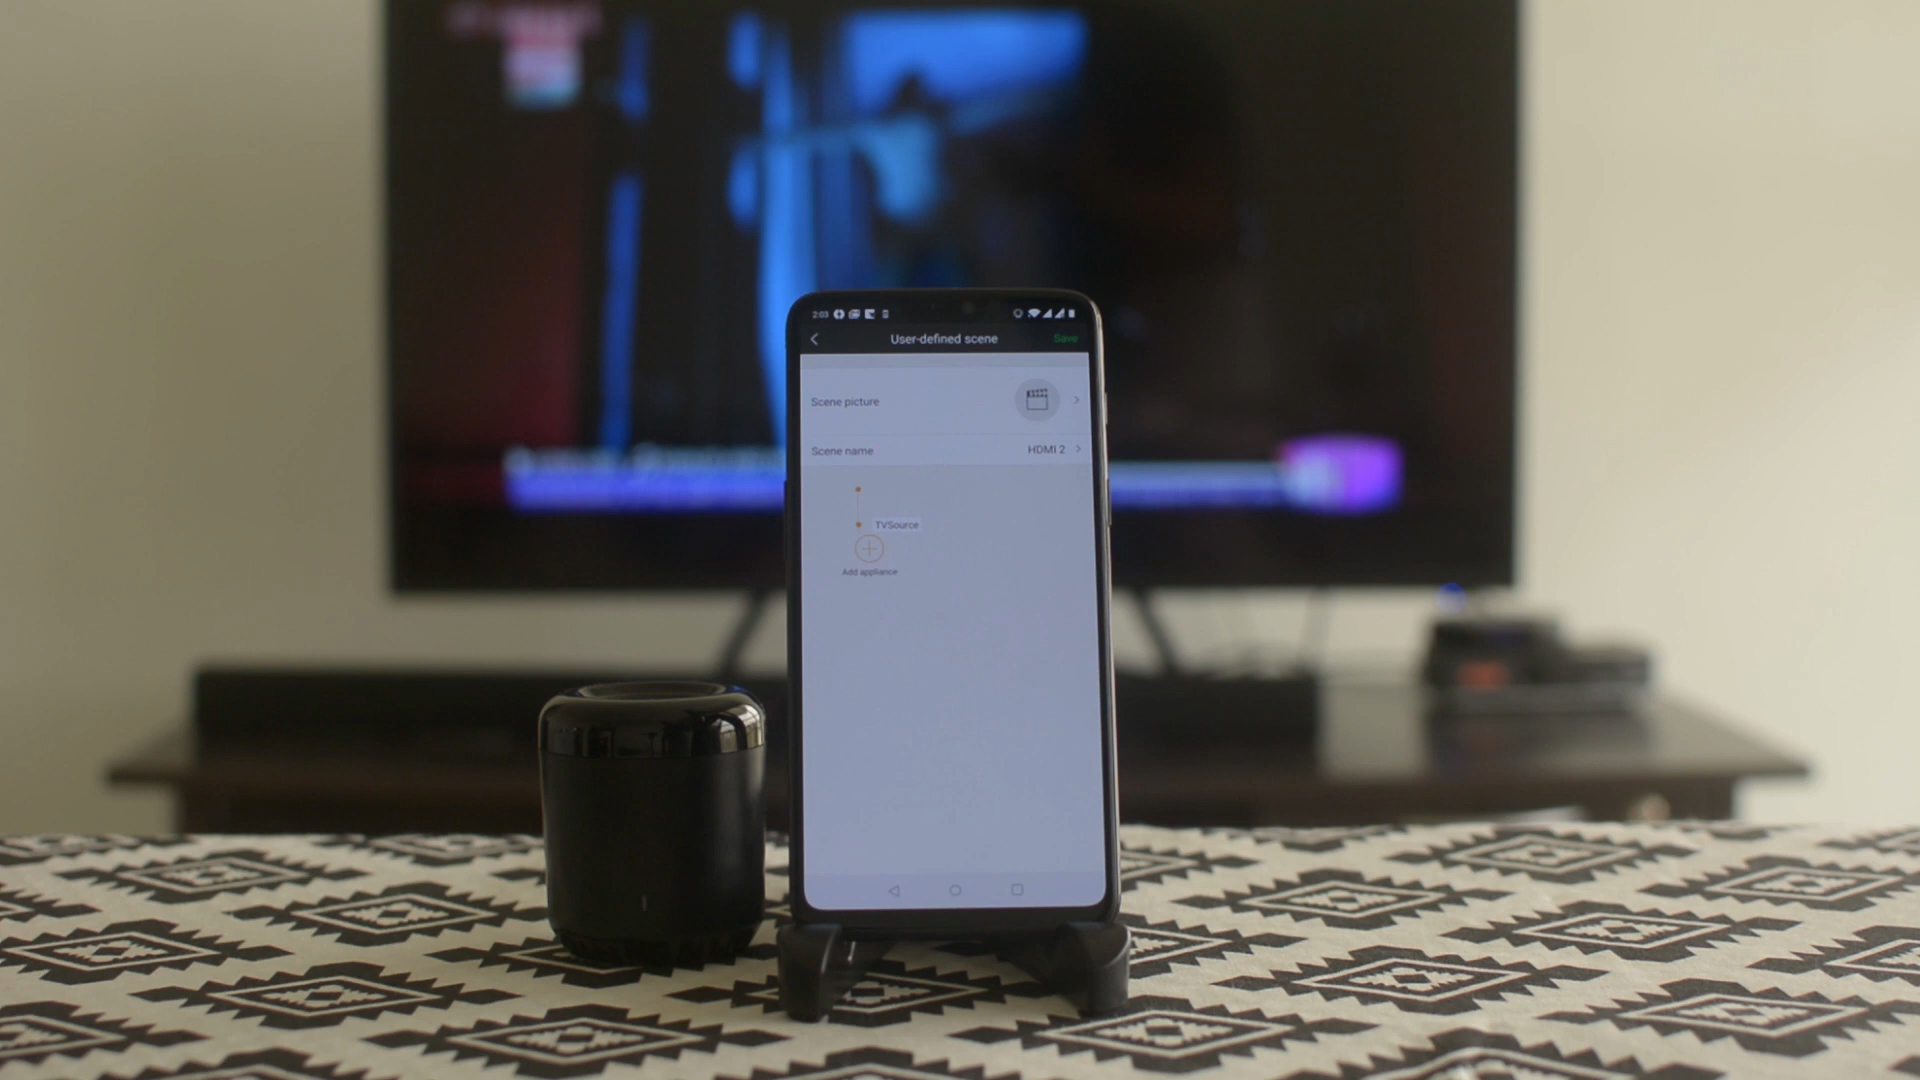 2:03
User-defined scene
Save
Scene picture
Scene name
HDMI 2
TVSource
Add appliance